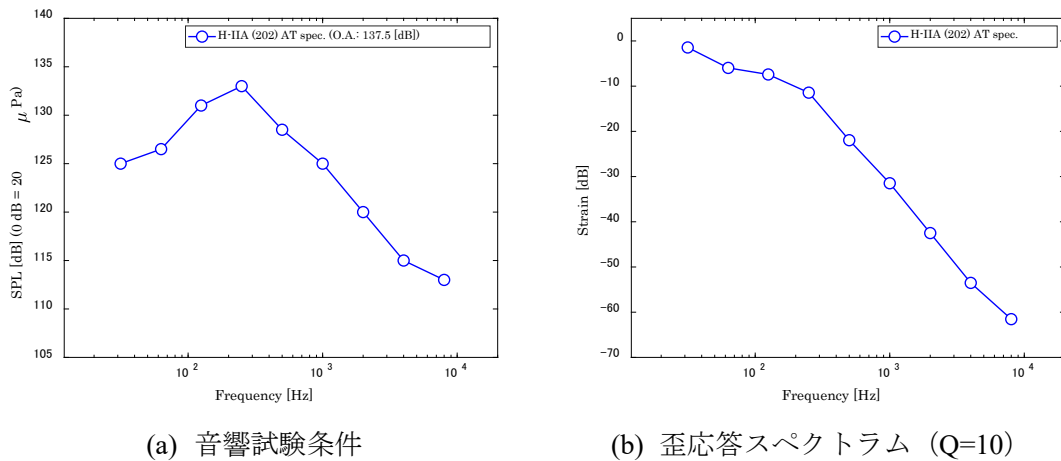 H-IIA (202) AT spec. (O.A.: 137.5 [dB])
SPL [dB] (0 dB = 20 μ Pa)
140
135
130
125
120
115
110
105
10 2
10 3
10 4
Frequency [Hz]
(a) 音響試験条件
H-IIA (202) AT spec.
Strain [dB]
0
-10
-20
-30
-40
-50
-60
-70
10 2
10 3
10 4
Frequency [Hz]
(b) 歪応答スペクトラム（Q=10）